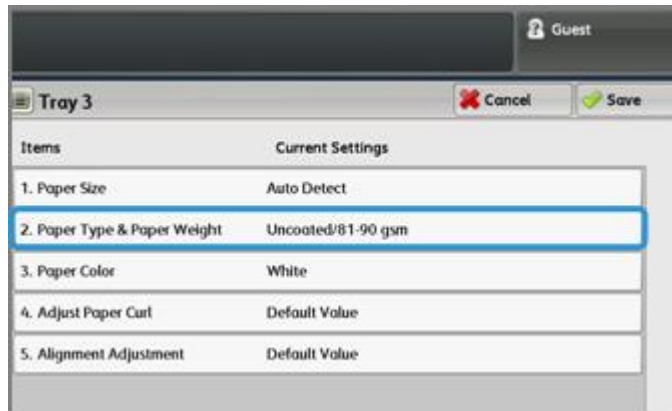 Guest
Tray 3 Cancel Save
Items Current Settings
1. Paper Size Auto Detect
2. Paper Type & Paper Weight Uncoated/81-90 gsm
3. Paper Color White
4. Adjust Paper Curl Default Value
5. Alignment Adjustment Default Value